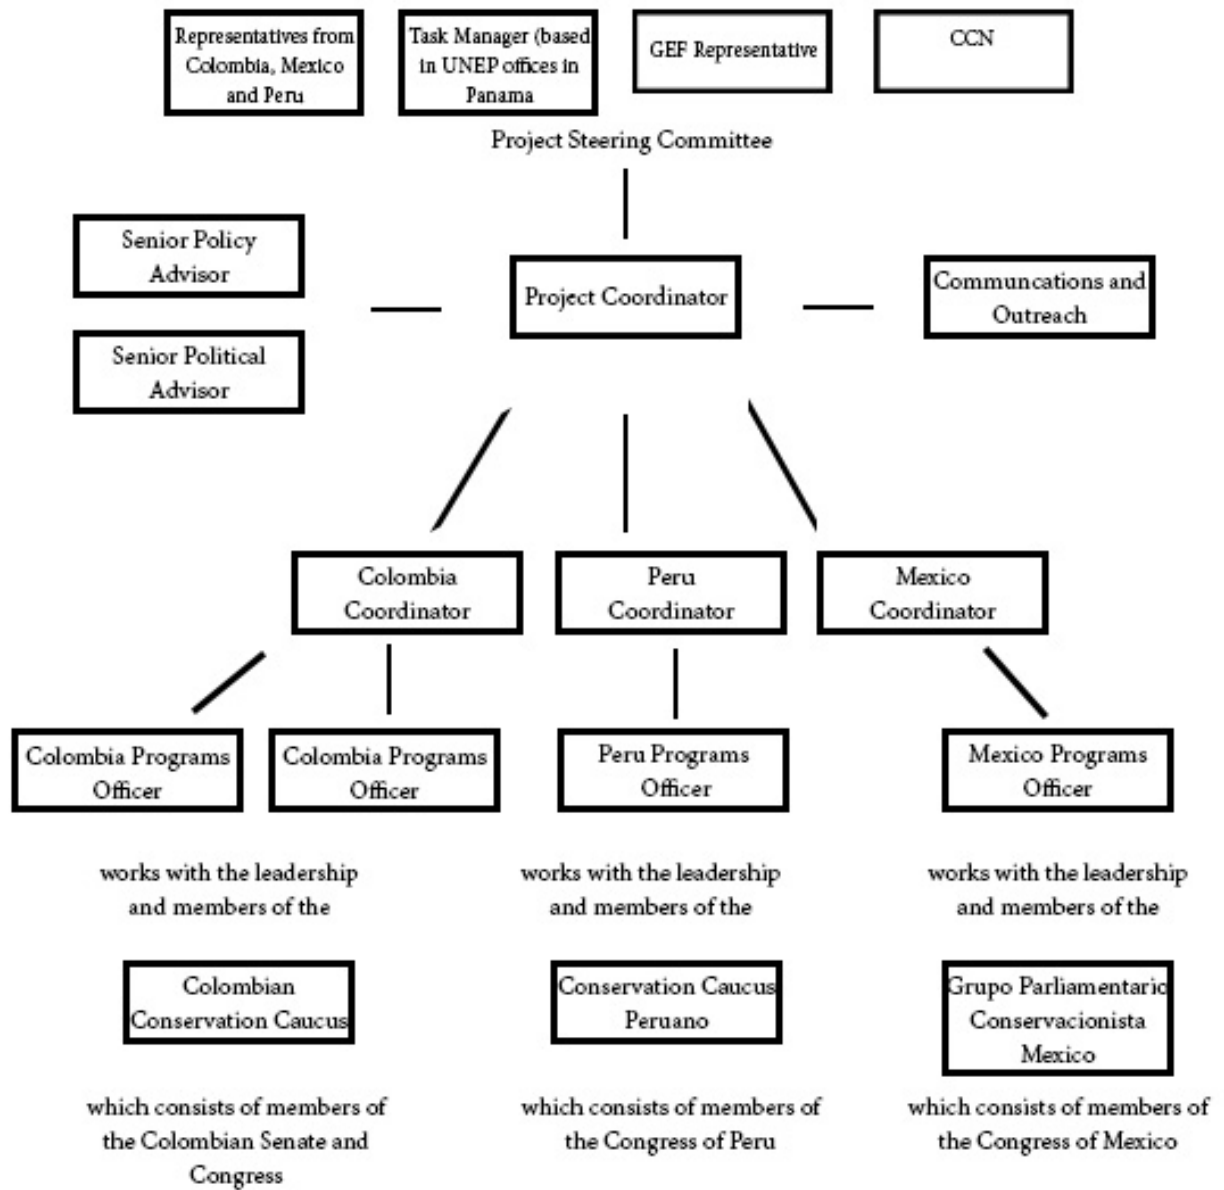 Representatives from
Colombia, Mexico
and Peru
Task Manager (based
in UNEP offices in
Panama
GEF Representative
CCN
Project Steering Committee
Senior Policy
Advisor
Senior Political
Advisor
Project Coordinator
Communcations and
Outreach
Colombia
Coordinator
Peru
Coordinator
Mexico
Coordinator
Colombia Programs
Officer
Colombia Programs
Officer
Peru Programs
Officer
Mexico Programs
Officer
works with the leadership
and members of the
works with the leadership
and members of the
works with the leadership
and members of the
Colombian
Conservation Caucus
Conservation Caucus
Peruano
Grupo Parliamentario
Conservacionista
Mexico
which consists of members of
the Colombian Senate and
Congress
which consists of members of
the Congress of Peru
which consists of members of
the Congress of Mexico